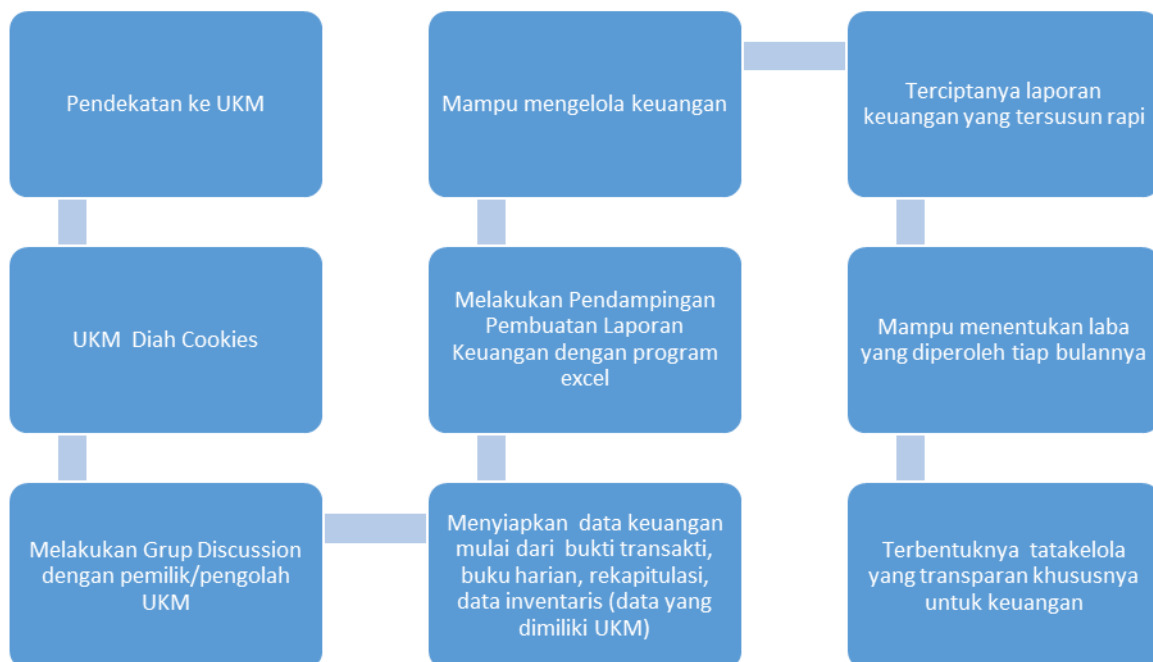 Pendekatan ke UKM
UKM  Diah Cookies
Melakukan Grup Discussion
dengan pemilik/pengolah
UKM
Menyiapkan  data keuangan
mulai dari  bukti transakti,
buku harian, rekapitulasi,
data inventaris (data yang
dimiliki UKM)
Melakukan Pendampingan
Pembuatan Laporan
Keuangan dengan program
excel
Mampu mengelola keuangan
Terciptanya laporan
keuangan yang tersusun rapi
Mampu menentukan laba
yang diperoleh tiap bulannya
Terbentuknya  tatakelola
yang transparan khususnya
untuk keuangan